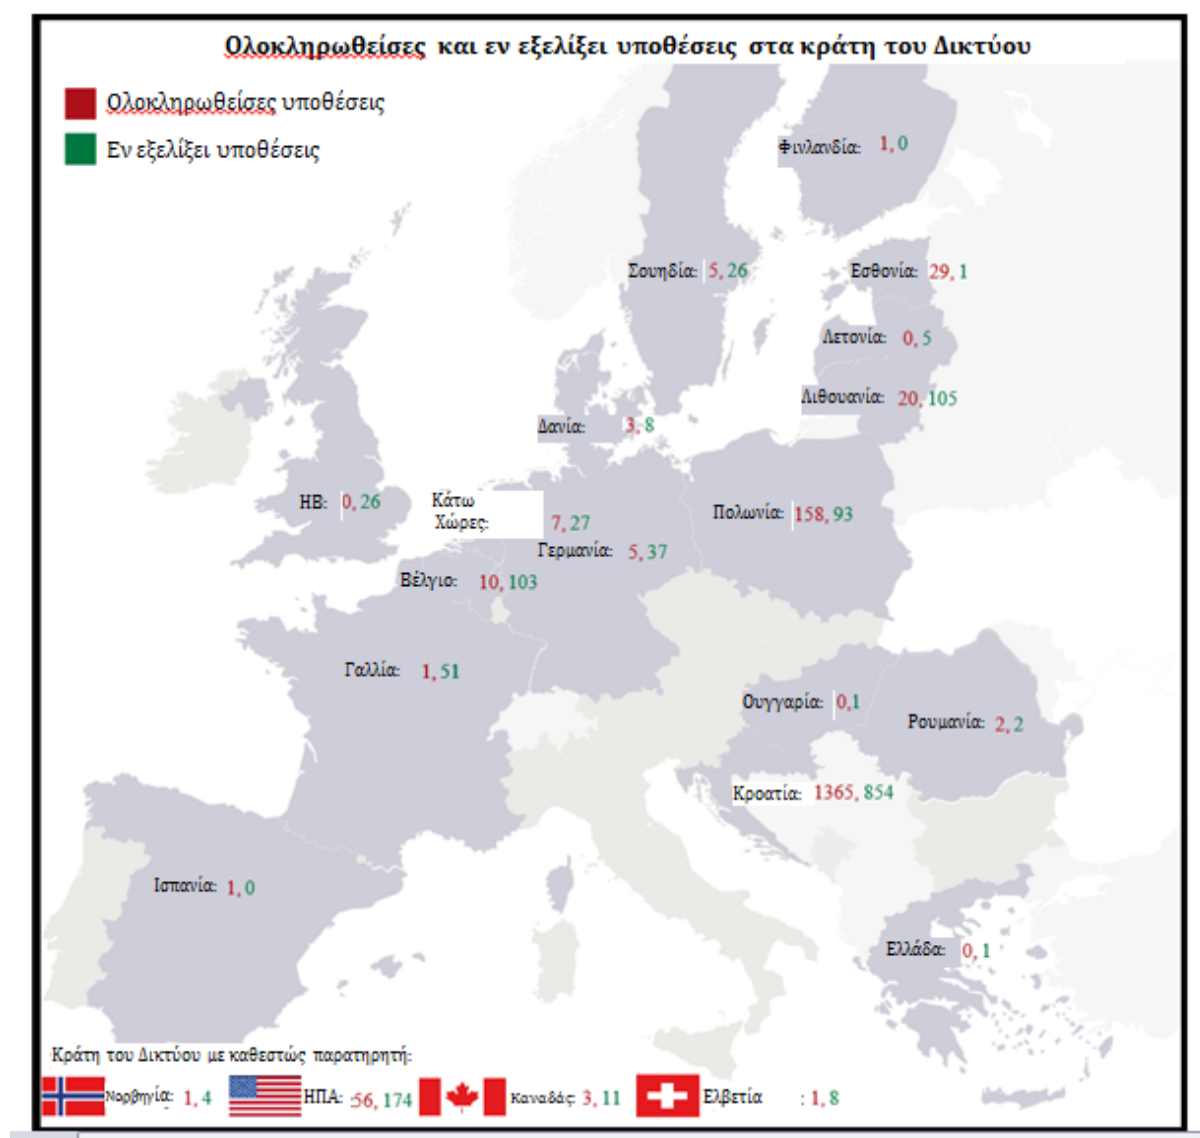 Ολοκληρωθείσες και εν εξελίξει υποθέσεις στα κράτη του Δικτύου
Ολοκληρωθείσες υποθέσεις
Εν εξελίξει υποθέσεις
Φινλανδία: 1, 0
Σουηδία: 5, 26
Εσθονία: 29, 1
Λετονία: 0, 5
Λιθουανία: 20, 105
Δανία: 3, 8
ΗΒ: 0, 26
Κάτω
Χώρες: 7, 27
Πολωνία: 158, 93
Γερμανία: 5, 37
Βέλγιο: 10, 103
Γαλλία: 1, 51
Ουγγαρία: 0,1
Ρουμανία: 2, 2
Κροατία: 1365, 854
Ισπανία: 1, 0
Ελλάδα: 0, 1
Κράτη του Δικτύου με καθεστώς παρατηρητή:
Νορβηγία: 1, 4 ΗΠΑ: :56, 174 Καναδάς: 3, 11 Ελβετία : 1, 8